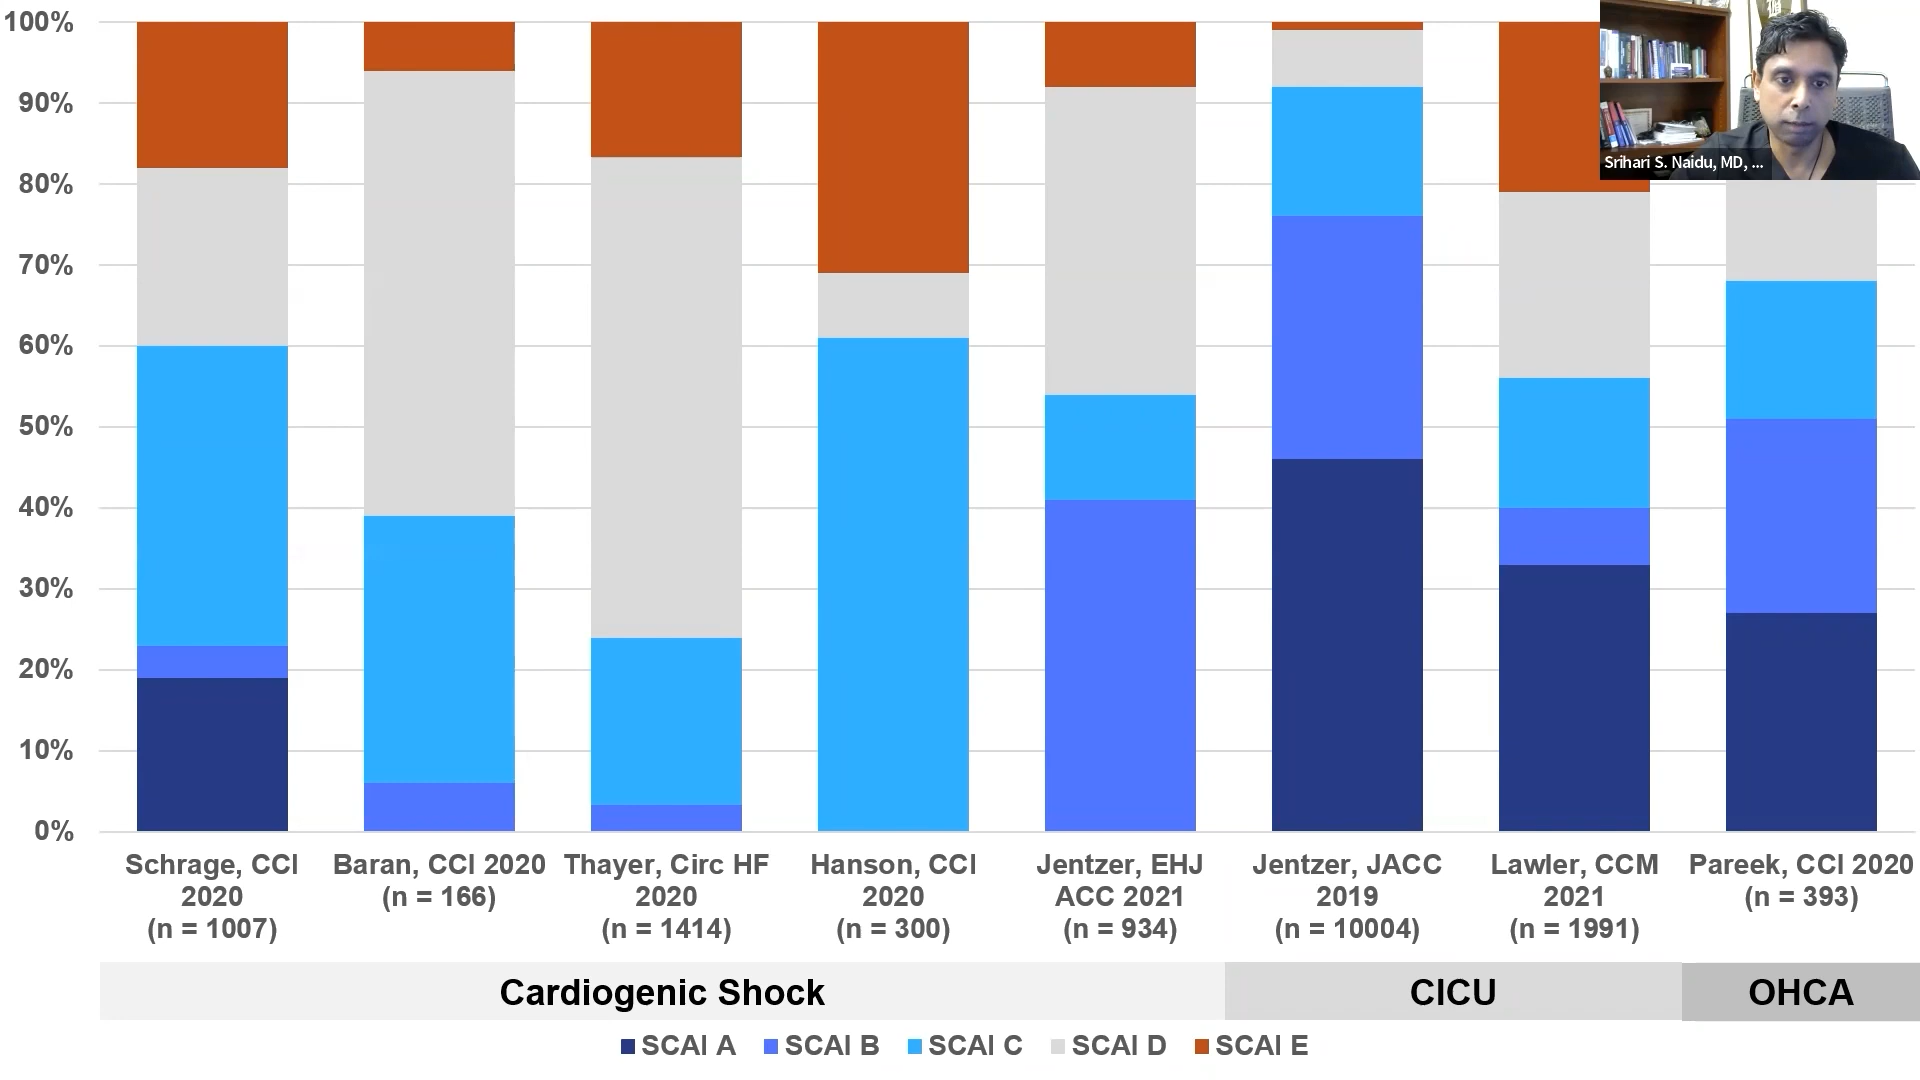 100%
90%
80%
70%
60%
50%
40%
30%
20%
10%
0%
Srihari S. Naidu, MD, ...
Schrage, CCI
2020
(n = 1007)
Baran, CCI 2020
(n = 166)
Thayer, Circ HF
2020
(n = 1414)
Hanson, CCI
2020
(n = 300)
Jentzer, EHJ
ACC 2021
(n = 934)
Jentzer, JACC
2019
(n = 10004)
Lawler, CCM
2021
(n = 1991)
Pareek, CCI 2020
(n = 393)
Cardiogenic Shock
CICU
OHCA
SCAI A
SCAI B
SCAI C
SCAI D
SCAI E